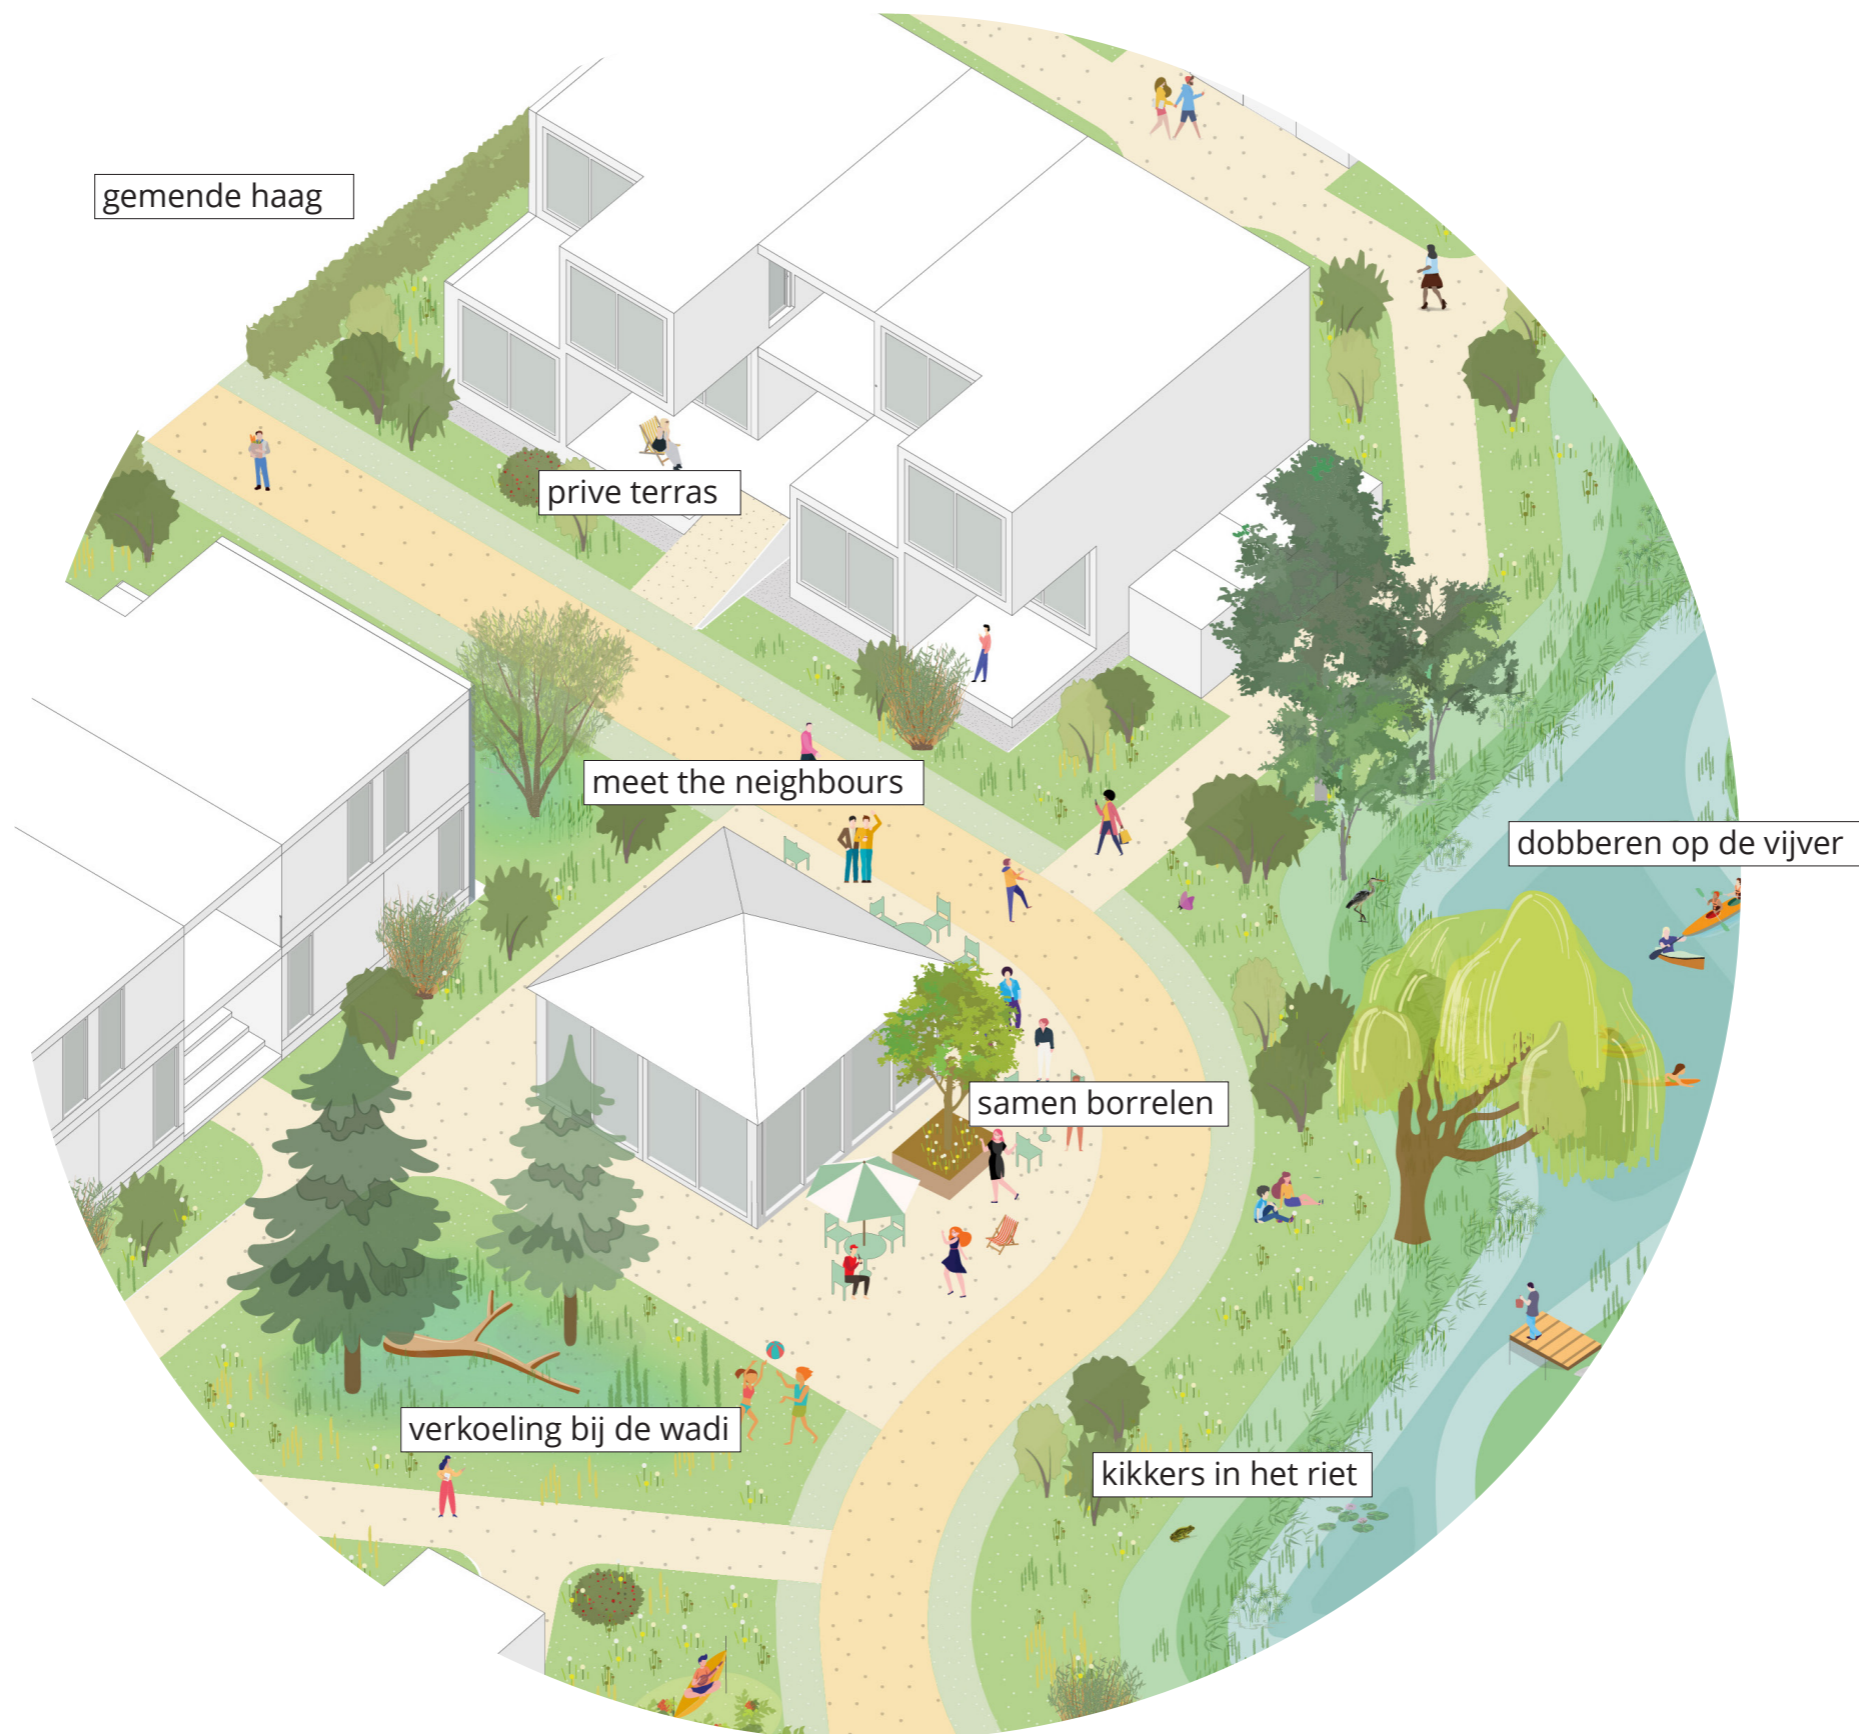 gemende haag
prive terras
meet the neighbours
dobberen op de vijver
samen borrelen
verkoeling bij de wadi
kikkers in het riet